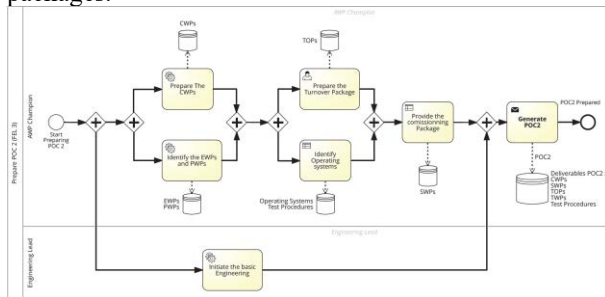 packages.
AWP Champion
CWPs
TOPs
Prepare The
CWPs
Prepare the
Turnover Package
Start
Preparing
POC 2
Provide the
comissionning
Package
Generate
POC2
POC2 Prepared
Identify the EWPs
and PWPs
Identify Operating
systems
POC2
EWPs
PWPs
Operating Systems
Test Procedures
SWPs
Deliverables POC2:
CWPs
SWPs
TOPs
TWPs
Test Procedures
AWP Champion
Prepare POC 2 (FEL 3)
Engineering Lead
Initiate the basic
Engineering
Engineering Lead